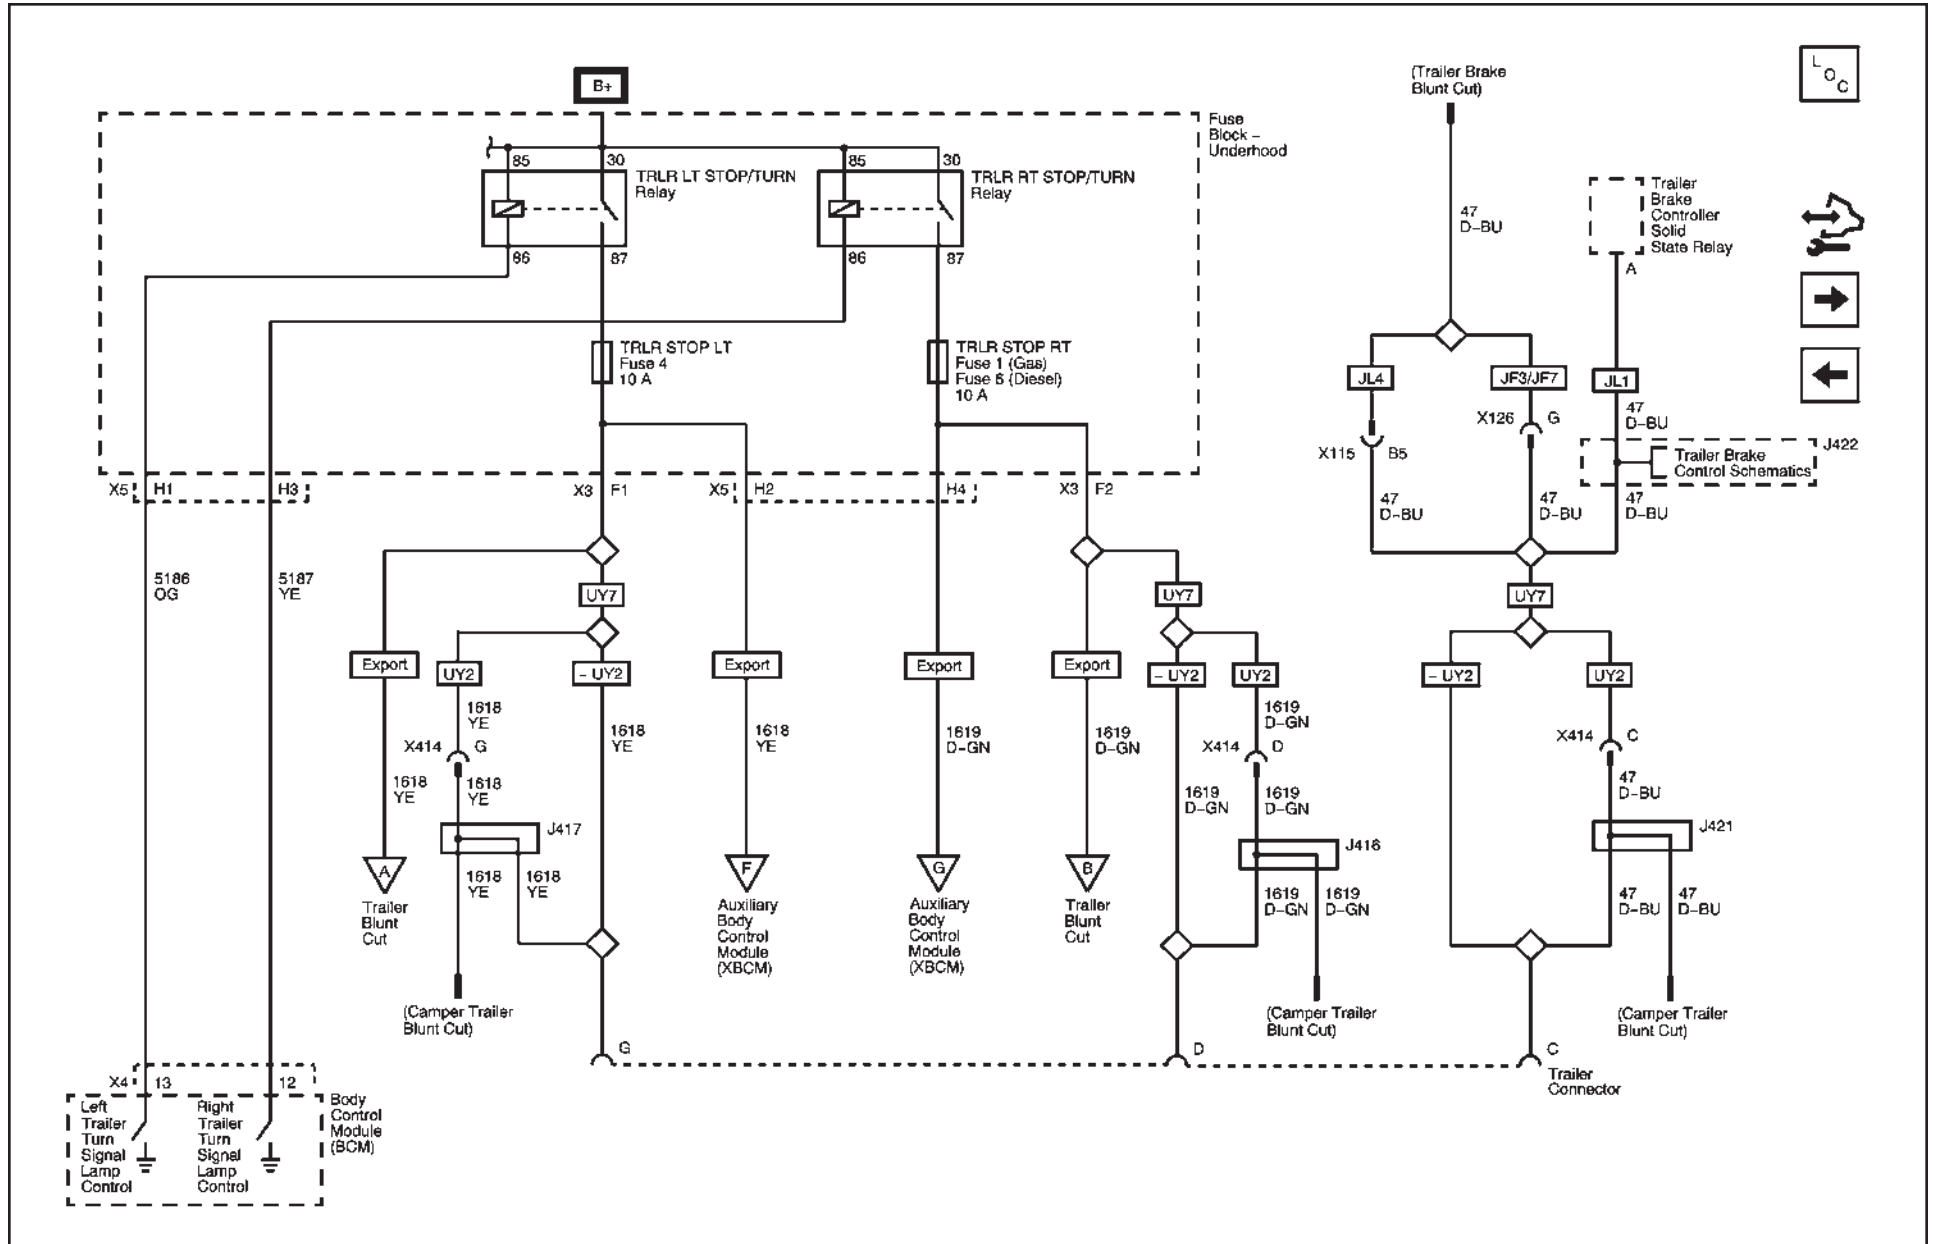 B+
Fuse
Block –
Underhood
85
30
TRLR LT STOP/TURN
Relay
86
87
85
30
TRLR RT STOP/TURN
Relay
86
87
TRLR STOP LT
Fuse 4
10 A
TRLR STOP RT
Fuse 1 (Gas)
Fuse 6 (Diesel)
10 A
X5
H1
H3
X3
F1
X5
H2
H4
X3
F2
5186
OG
5187
YE
UY7
UY7
Export
UY2
– UY2
Export
Export
Export
– UY2
UY2
1618
YE
X414
G
1618
YE
1618
YE
1618
YE
1618
YE
1619
D–GN
1619
D–GN
1619
D–GN
X414
D
1619
D–GN
1619
D–GN
J417
1618
YE
1618
YE
J418
1619
D–GN
1619
D–GN
A
Trailer
Blunt
Cut
F
Auxiliary
Body
Control
Module
(XBCM)
G
Auxiliary
Body
Control
Module
(XBCM)
B
Trailer
Blunt
Cut
(Camper Trailer
Blunt Cut)
(Camper Trailer
Blunt Cut)
(Camper Trailer
Blunt Cut)
G
D
C
Trailer
Connector
X4
13
12
Left
Trailer
Turn
Signal
Lamp
Control
Right
Trailer
Turn
Signal
Lamp
Control
Body
Control
Module
(BCM)
(Trailer Brake
Blunt Cut)
47
D–BU
Trailer
Brake
Controller
Solid
State Relay
A
JL4
JF3/JF7
JL1
X126
G
47
D–BU
X115
B5
Trailer Brake
Control Schematics
J422
47
D–BU
47
D–BU
47
D–BU
UY7
– UY2
UY2
X414
C
47
D–BU
J421
47
D–BU
47
D–BU
L
O
C